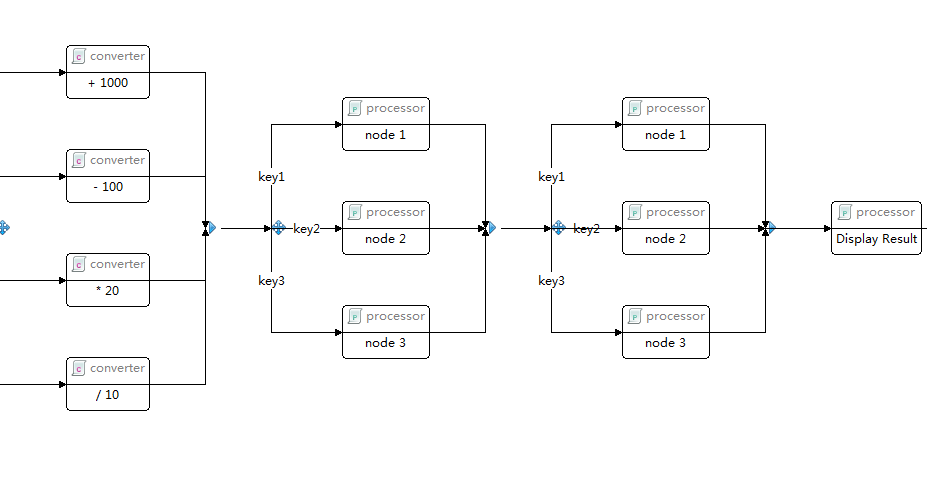 converter
+ 1000
converter
- 100
converter
* 20
converter
/ 10
key1
key2
key3
processor
node 1
processor
node 2
processor
node 3
key1
key2
key3
processor
node 1
processor
node 2
processor
node 3
processor
Display Result